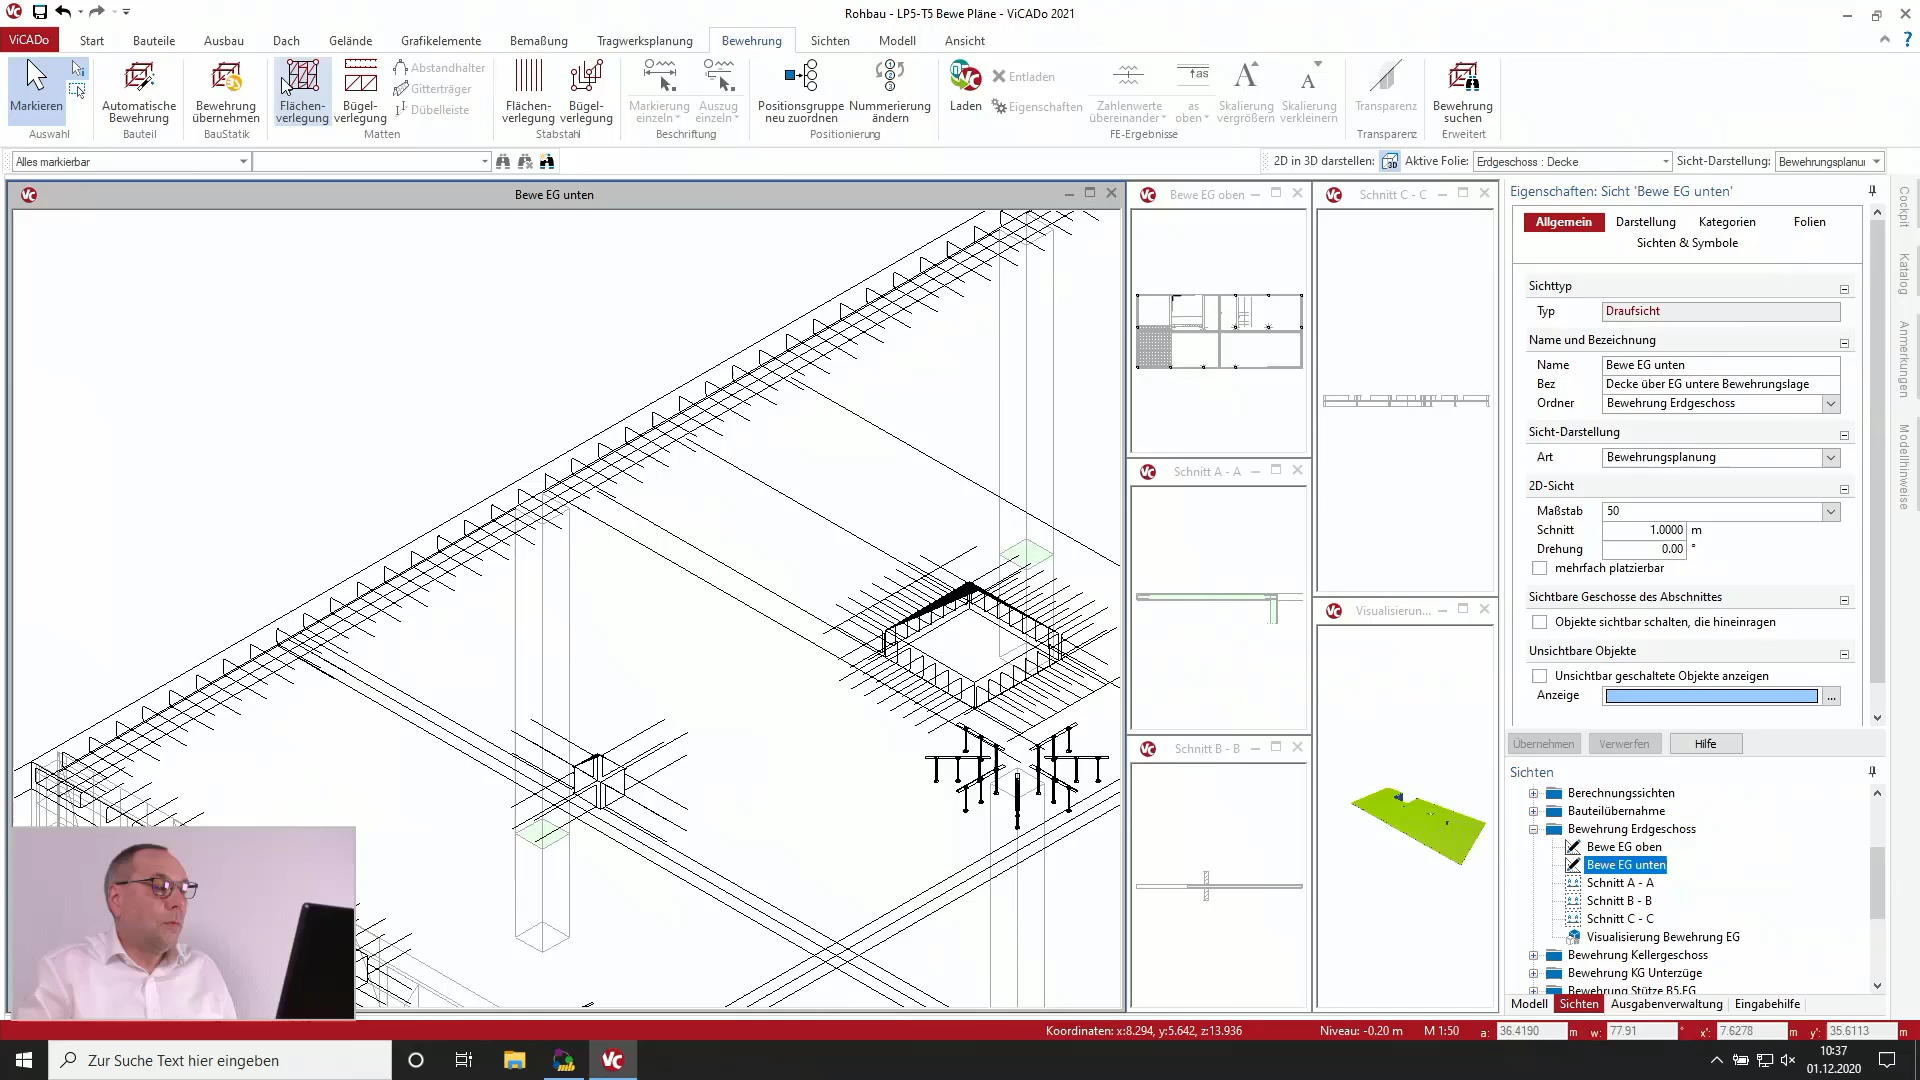 Rohbau - LP5-T5 Bewe Pläne - ViCADo 2021
ViCADo Start Bauteile Ausbau Dach Gelände Grafikelemente Bemaßung Tragwerksplanung Bewehrung Sichten Modell Ansicht
Markieren
Auswahl
Automatische
Bewehrung
Bauteil
Bewehrung
übernehmen
BauStatik
Flächen-
verlegung
Bügel-
verlegung
Abstandhalter
Gitterträger
Dübelleiste
Matten
Flächen-
verlegung
Bügel-
verlegung
Stabstahl
Markierung
einzeln
Auszug
einzeln
Beschriftung
Positionsgruppe
neu zuordnen
Nummerierung
ändern
Positionierung
Laden
Entladen
Eigenschaften
Zahlenwerte
übereinander
as
as
oben
Skalierung
vergrößern
Skalierung
verkleinern
FE-Ergebnisse
Transparenz
Transparenz
Bewehrung
suchen
Erweitert
Alles markierbar
2D in 3D darstellen: 3D Aktive Folie: Erdgeschoss : Decke Sicht-Darstellung: Bewehrungsplanu
Bewe EG unten
Bewe EG oben
Schnitt C - C
Schnitt A - A
Visualisierun...
Schnitt B - B
Eigenschaften: Sicht 'Bewe EG unten'
Allgemein Darstellung Kategorien Folien
Sichten & Symbole
Sichttyp
Typ Draufsicht
Name und Bezeichnung
Name Bewe EG unten
Bez Decke über EG untere Bewehrungslage
Ordner Bewehrung Erdgeschoss
Sicht-Darstellung
Art Bewehrungsplanung
2D-Sicht
Maßstab 50
Schnitt 1.0000 m
Drehung 0.00 °
mehrfach platzierbar
Sichtbare Geschosse des Abschnittes
Objekte sichtbar schalten, die hineinragen
Unsichtbare Objekte
Unsichtbar geschaltete Objekte anzeigen
Anzeige ...
Übernehmen Verwerfen Hilfe
Sichten
Berechnungssichten
Bauteilübernahme
Bewehrung Erdgeschoss
Bewe EG oben
Bewe EG unten
Schnitt A - A
Schnitt B - B
Schnitt C - C
Visualisierung Bewehrung EG
Bewehrung Kellergeschoss
Bewehrung KG Unterzüge
Bewehrung Stütze B5.EG
Modell Sichten Ausgabenverwaltung Eingabehilfe
Cockpit
Katalog
Anmerkungen
Modellhinweise
Koordinaten: x:8.294, y:5.642, z:13.936 Niveau: -0.20 m M 1:50 a: 36.4190 m w: 77.91 ° x': 7.6278 m y': 35.6113 m
Zur Suche Text hier eingeben
10:37
01.12.2020